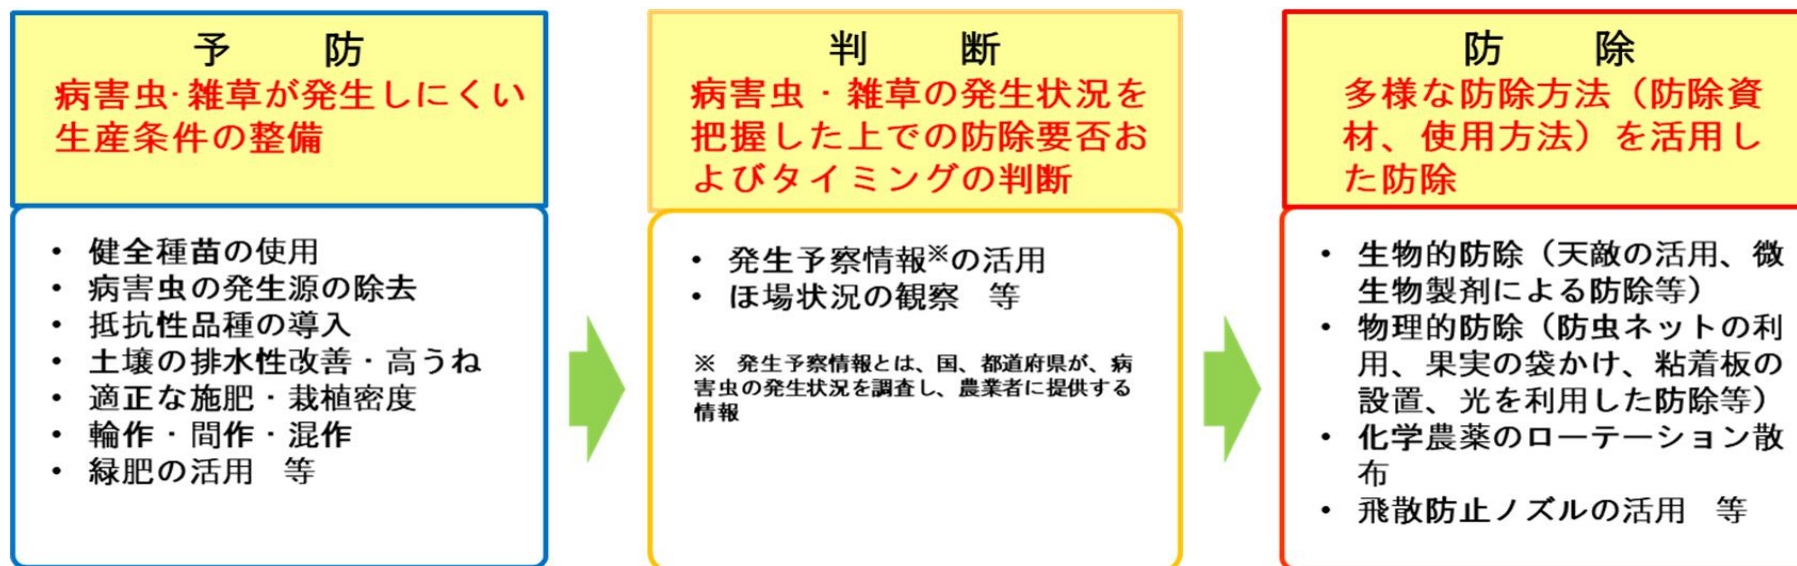 予　防
病害虫・雑草が発生しにくい
生産条件の整備
・ 健全種苗の使用
・ 病害虫の発生源の除去
・ 抵抗性品種の導入
・ 土壌の排水性改善・高うね
・ 適正な施肥・栽植密度
・ 輪作・間作・混作
・ 緑肥の活用　等
判　断
病害虫・雑草の発生状況を
把握した上での防除要否お
よびタイミングの判断
・ 発生予察情報※の活用
・ ほ場状況の観察　等
※　発生予察情報とは、国、都道府県が、病
害虫の発生状況を調査し、農業者に提供する
情報
防　除
多様な防除方法（防除資
材、使用方法）を活用し
た防除
・ 生物的防除（天敵の活用、微
生物製剤による防除等）
・ 物理的防除（防虫ネットの利
用、果実の袋かけ、粘着板の
設置、光を利用した防除等）
・ 化学農薬のローテーション散
布
・ 飛散防止ノズルの活用　等